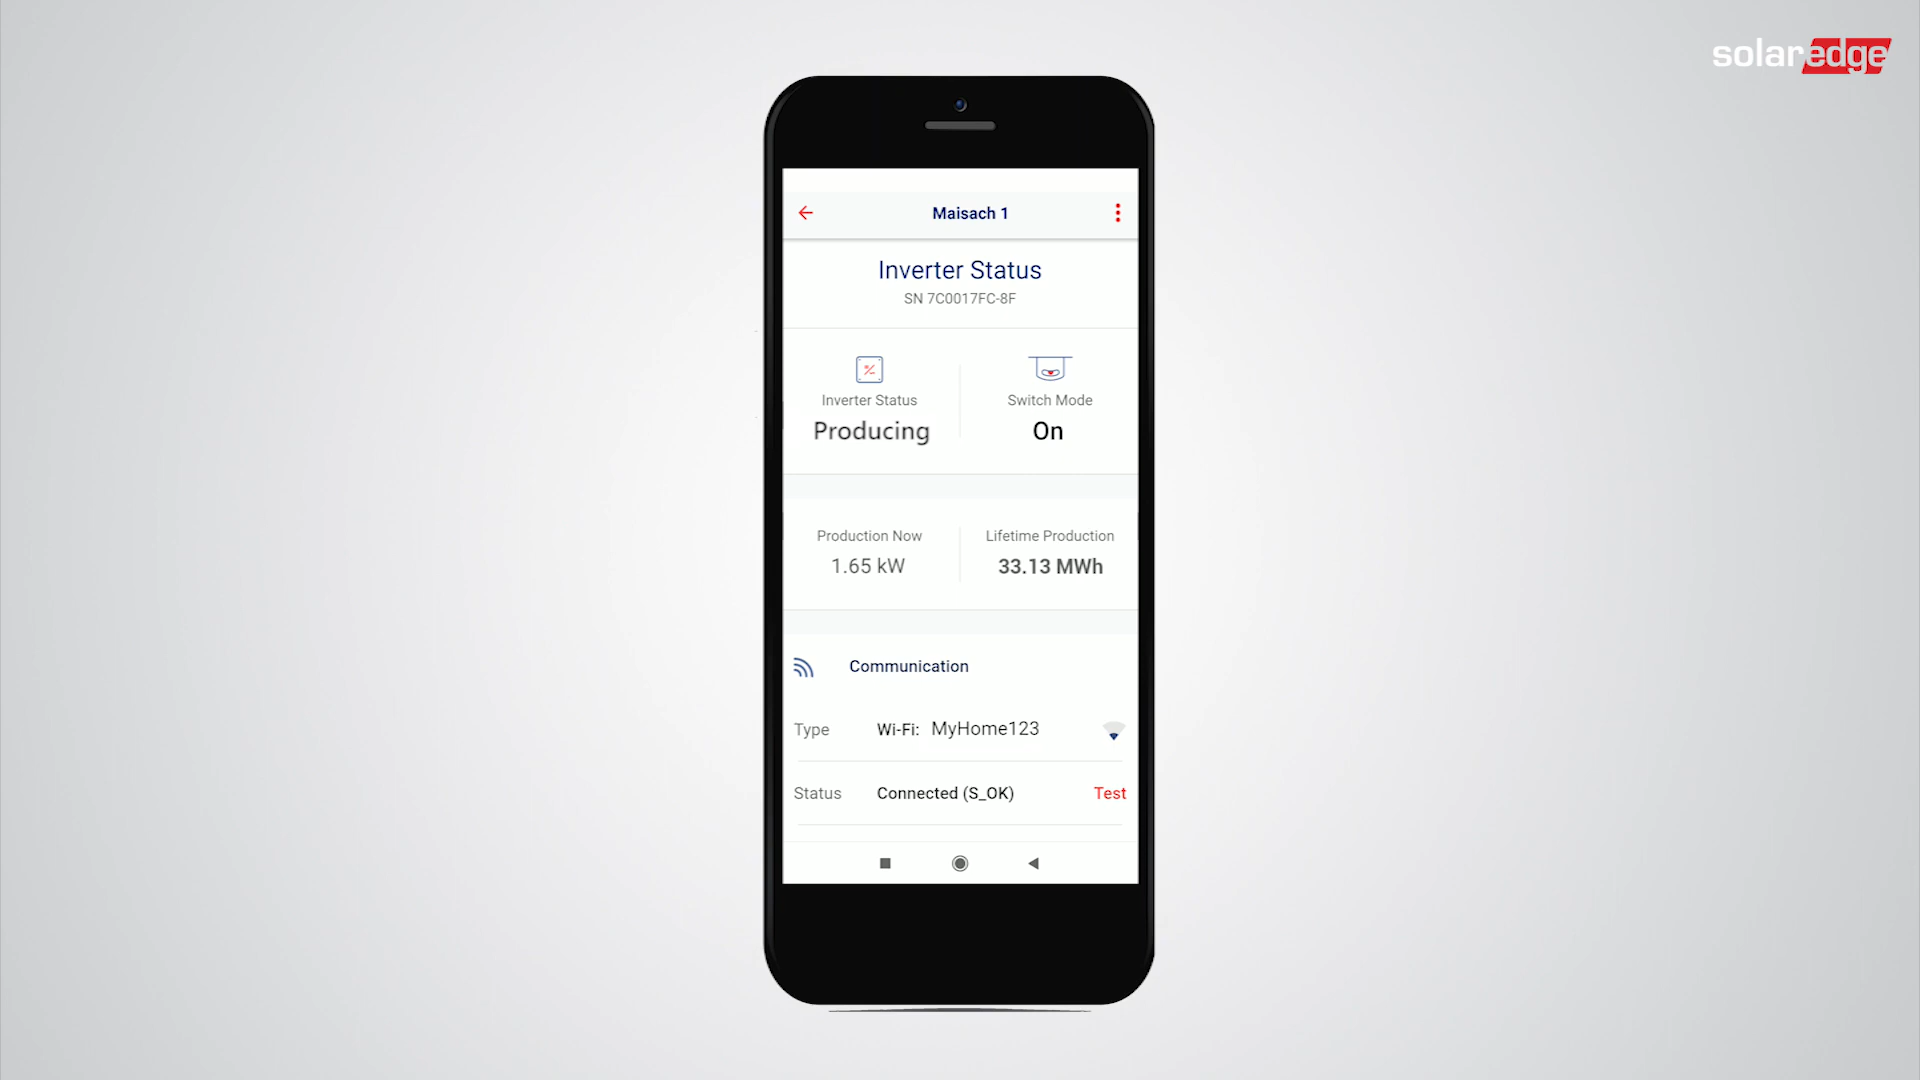 solaredge
Maisach 1
Inverter Status
SN 7C0017FC-8F
Inverter Status
Producing
Switch Mode
On
Production Now
1.65 kW
Lifetime Production
33.13 MWh
Communication
Type Wi-Fi: MyHome123
Status Connected (S_OK) Test